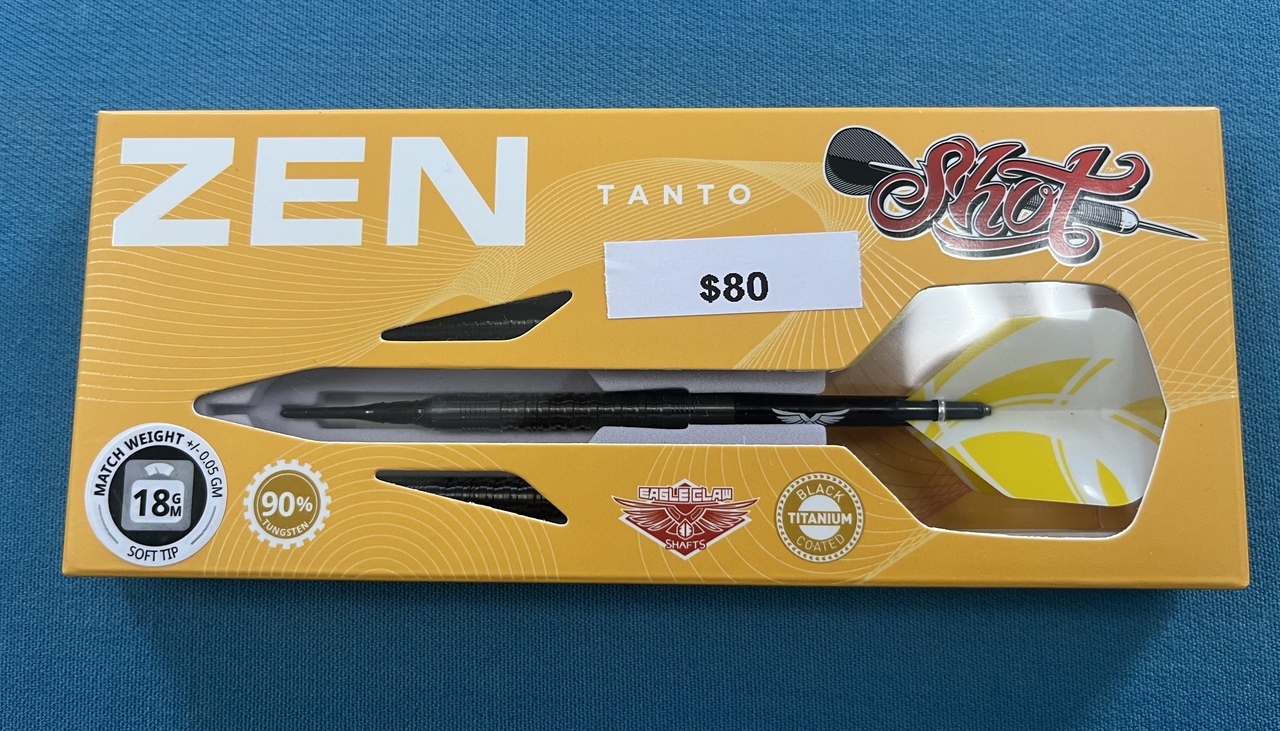 ZEN
TANTO
Shot
$80
MATCH WEIGHT +/- 0.05 GM
18GM
SOFT TIP
90%
TUNGSTEN
EAGLE CLAW
SHAFTS
BLACK
TITANIUM
COATED